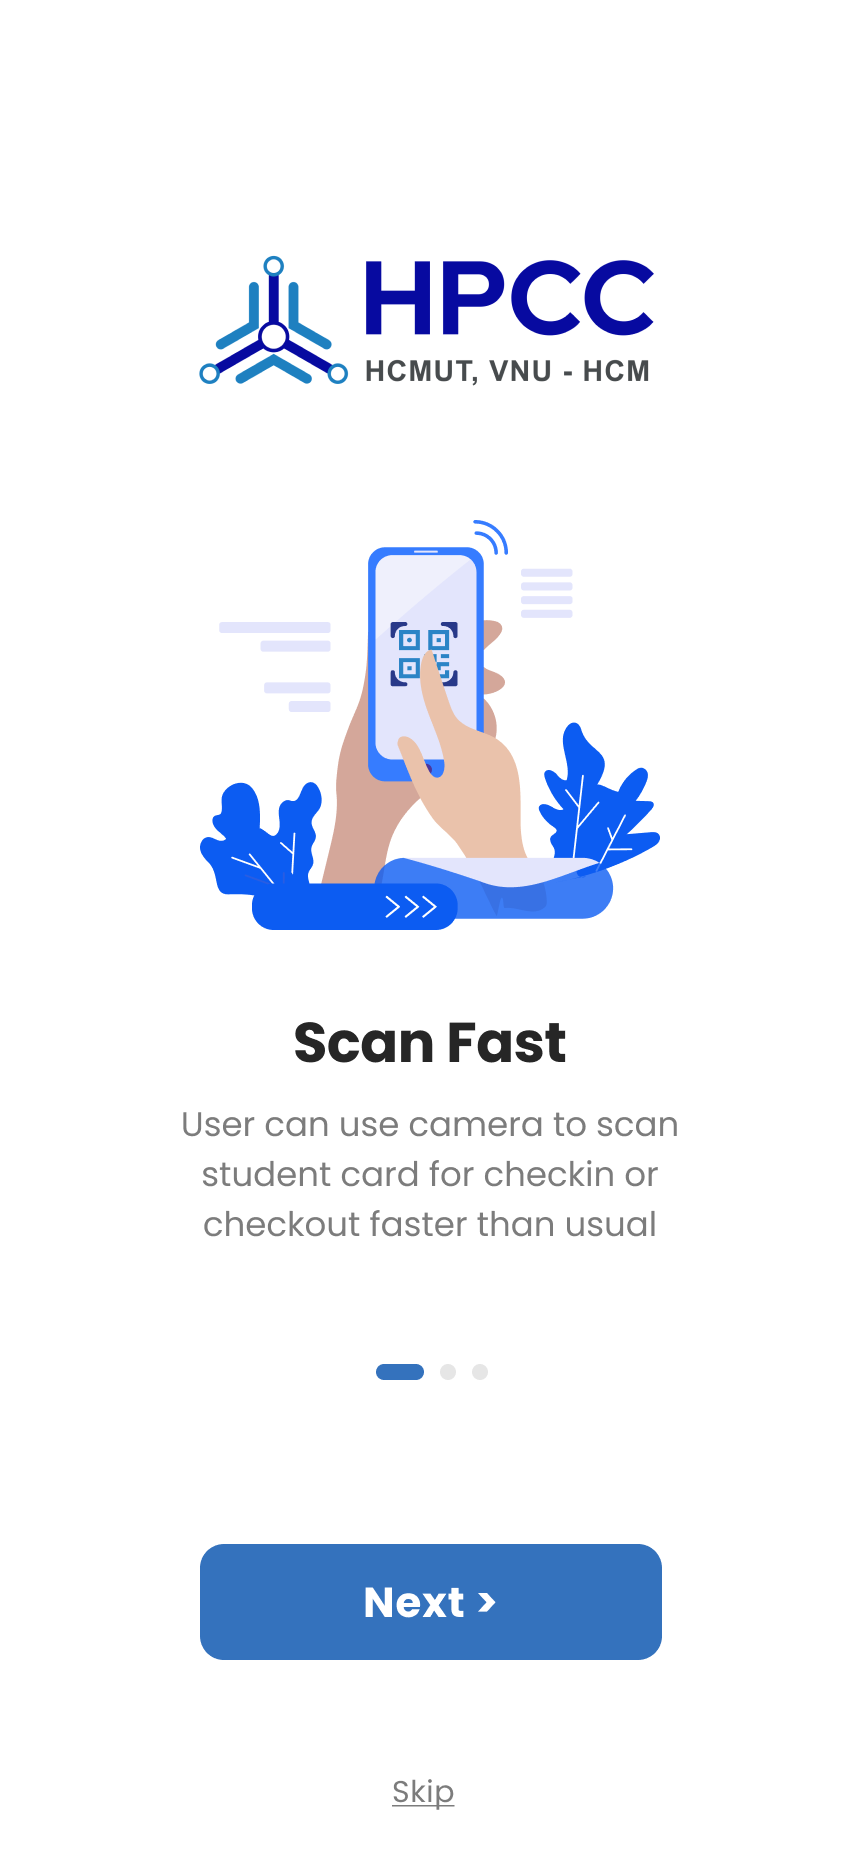 HPCC
HCMUT, VNU - HCM
Scan Fast
User can use camera to scan
student card for checkin or
checkout faster than usual
Next >
Skip